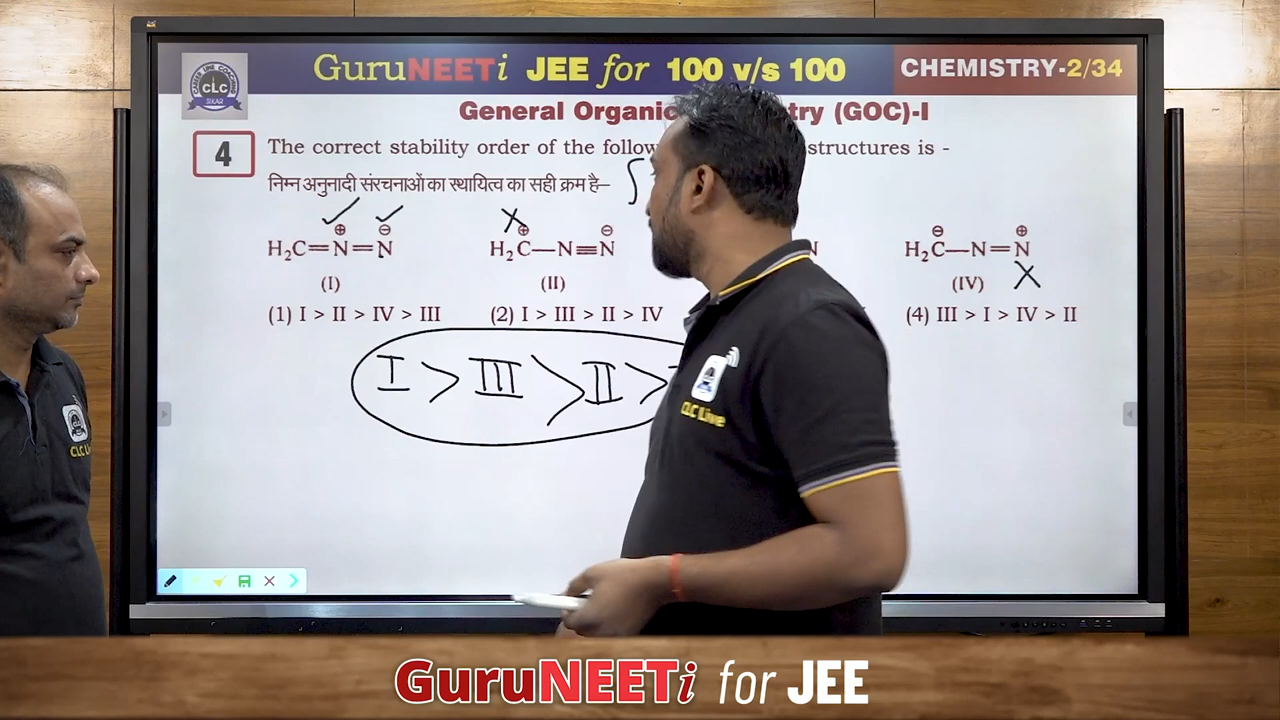 GuruNEETi JEE for 100 v/s 100
CHEMISTRY-2/34
CLC
SIKAR
General Organic try (GOC)-I
4
The correct stability order of the structures is -
निम्न अनुनादी संरचनाओं का स्थायित्व का सही क्रम है–
H₂C=N⊕=N⊖
H₂C⊕—N≡N⊖
N
H₂C⊖—N=N⊕
(I)
(II)
(IV)
(1) I > II > IV > III
(2) I > III > II > IV
(4) III > I > IV > II
I > III > II >
CLC Live
CLC
GuruNEETi for JEE